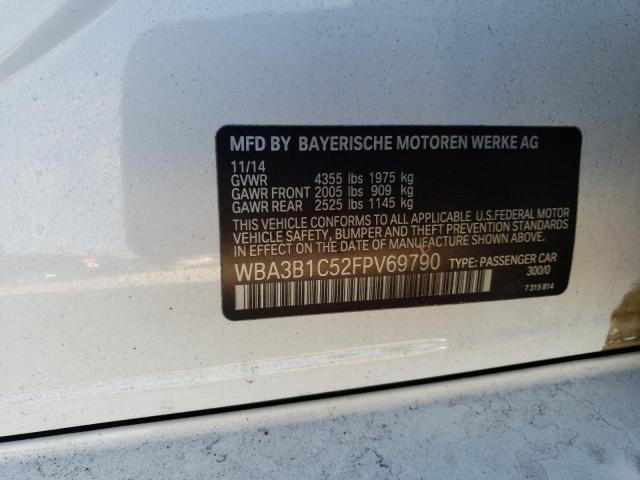 MFD BY BAYERISCHE MOTOREN WERKE AG
11/14
GVWR 4355 lbs 1975 kg
GAWR FRONT 2005 lbs 909 kg
GAWR REAR 2525 lbs 1145 kg
THIS VEHICLE CONFORMS TO ALL APPLICABLE U.S.FEDERAL MOTOR
VEHICLE SAFETY, BUMPER AND THEFT PREVENTION STANDARDS
IN EFFECT ON THE DATE OF MANUFACTURE SHOWN ABOVE.
WBA3B1C52FPV69790 TYPE: PASSENGER CAR
300/0
7 315 814